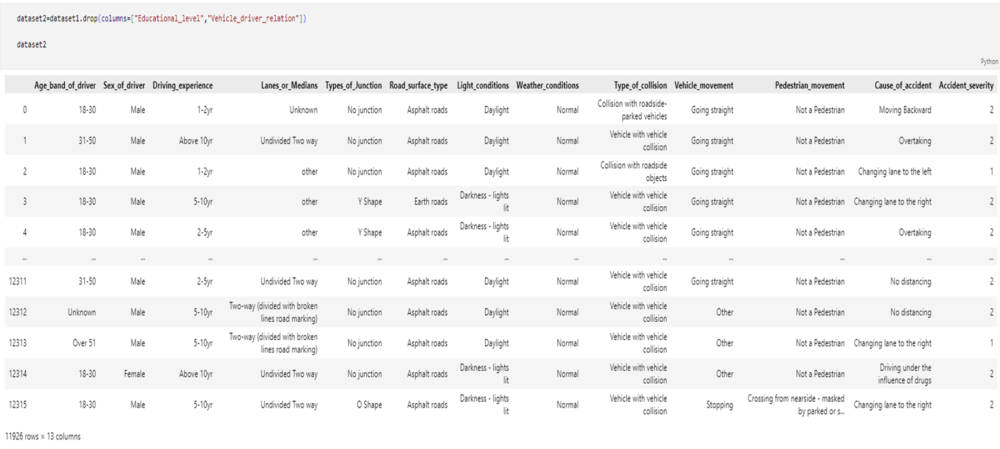 dataset2=dataset1.drop(columns=["Educational_level","Vehicle_driver_relation"])
dataset2
Python
Age_band_of_driver Sex_of_driver Driving_experience Lanes_or_Medians Types_of_Junction Road_surface_type Light_conditions Weather_conditions Type_of_collision Vehicle_movement Pedestrian_movement Cause_of_accident Accident_severity
0 18-30 Male 1-2yr Unknown No junction Asphalt roads Daylight Normal Collision with roadside-parked vehicles Going straight Not a Pedestrian Moving Backward 2
1 31-50 Male Above 10yr Undivided Two way No junction Asphalt roads Daylight Normal Vehicle with vehicle collision Going straight Not a Pedestrian Overtaking 2
2 18-30 Male 1-2yr other No junction Asphalt roads Daylight Normal Collision with roadside objects Going straight Not a Pedestrian Changing lane to the left 1
3 18-30 Male 5-10yr other Y Shape Earth roads Darkness - lights lit Normal Vehicle with vehicle collision Going straight Not a Pedestrian Changing lane to the right 2
4 18-30 Male 2-5yr other Y Shape Asphalt roads Darkness - lights lit Normal Vehicle with vehicle collision Going straight Not a Pedestrian Overtaking 2
... ... ... ... ... ... ... ... ... ... ... ... ... ...
12311 31-50 Male 2-5yr Undivided Two way No junction Asphalt roads Daylight Normal Vehicle with vehicle collision Going straight Not a Pedestrian No distancing 2
12312 Unknown Male 5-10yr Two-way (divided with broken lines road marking) No junction Asphalt roads Daylight Normal Vehicle with vehicle collision Other Not a Pedestrian No distancing 2
12313 Over 51 Male 5-10yr Two-way (divided with broken lines road marking) No junction Asphalt roads Daylight Normal Vehicle with vehicle collision Other Not a Pedestrian Changing lane to the right 1
12314 18-30 Female Above 10yr Undivided Two way No junction Asphalt roads Darkness - lights lit Normal Vehicle with vehicle collision Other Not a Pedestrian Driving under the influence of drugs 2
12315 18-30 Male 5-10yr Undivided Two way O Shape Asphalt roads Darkness - lights lit Normal Vehicle with vehicle collision Stopping Crossing from nearside - masked by parked or s... Changing lane to the right 2
11926 rows × 13 columns